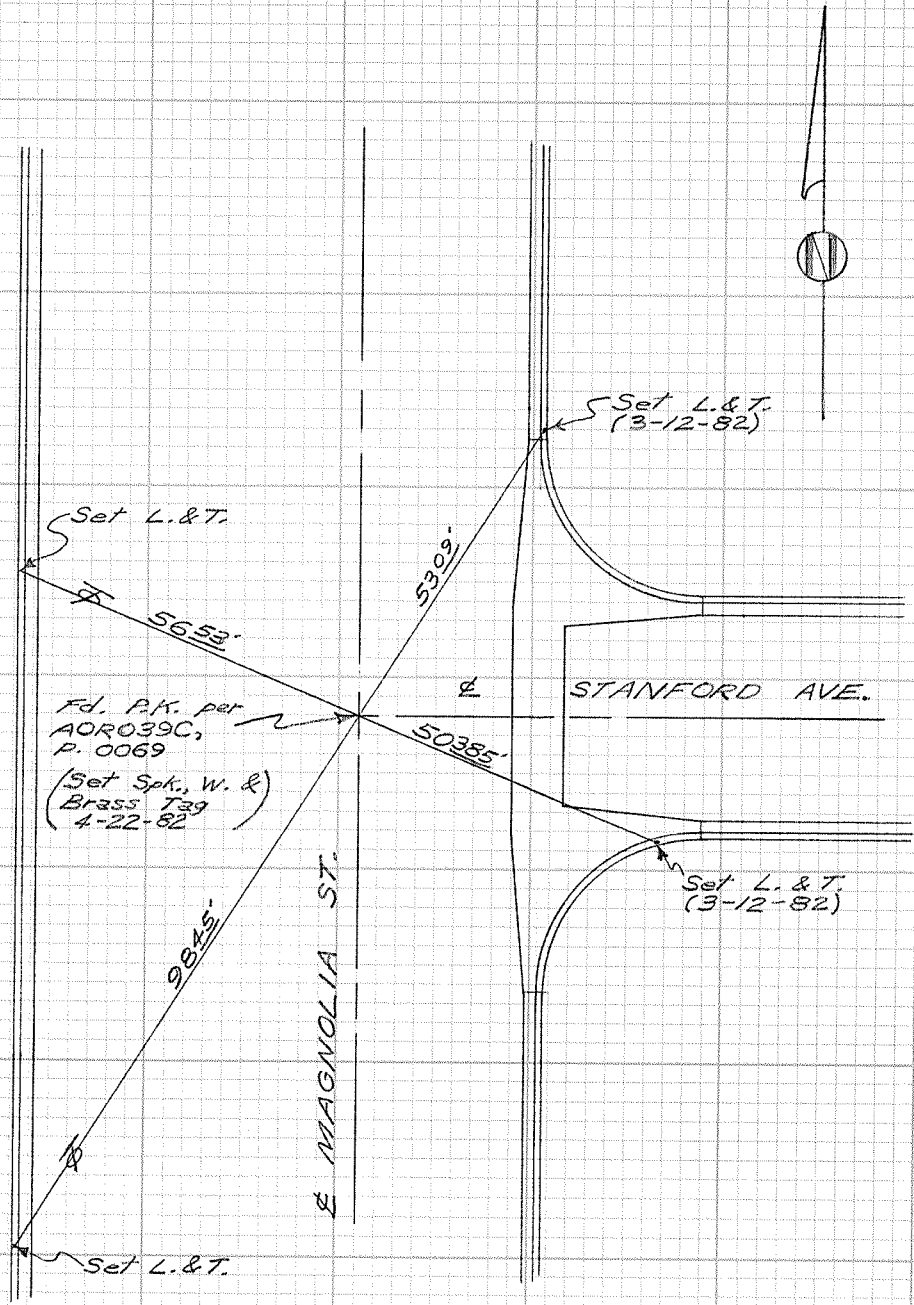 N
Set L.&T.
(3-12-82)
Set L.&T.
53 09'
56 53'
℄
STANFORD AVE.
Fd. P.K. per
AOR039C,
P. 0069
(Set Spk., W. &
Brass Tag
4-22-82)
50 385'
Set L.&T.
(3-12-82)
98 45'
℄ MAGNOLIA ST.
Set L.&T.